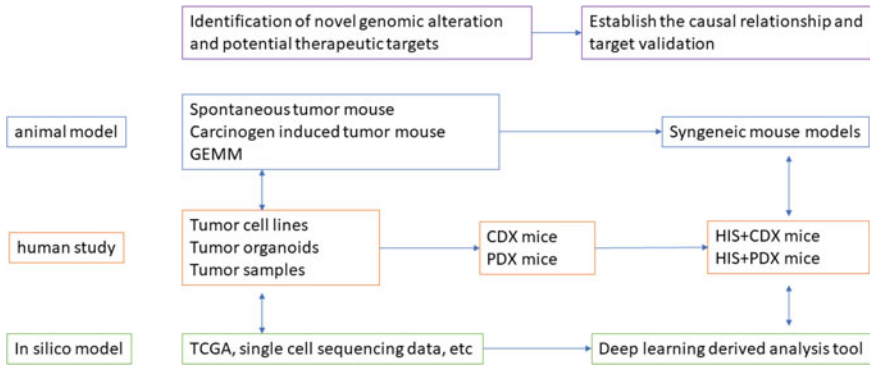 Identification of novel genomic alteration
and potential therapeutic targets
Establish the causal relationship and
target validation
animal model
Spontaneous tumor mouse
Carcinogen induced tumor mouse
GEMM
Syngeneic mouse models
human study
Tumor cell lines
Tumor organoids
Tumor samples
CDX mice
PDX mice
HIS+CDX mice
HIS+PDX mice
In silico model
TCGA, single cell sequencing data, etc
Deep learning derived analysis tool